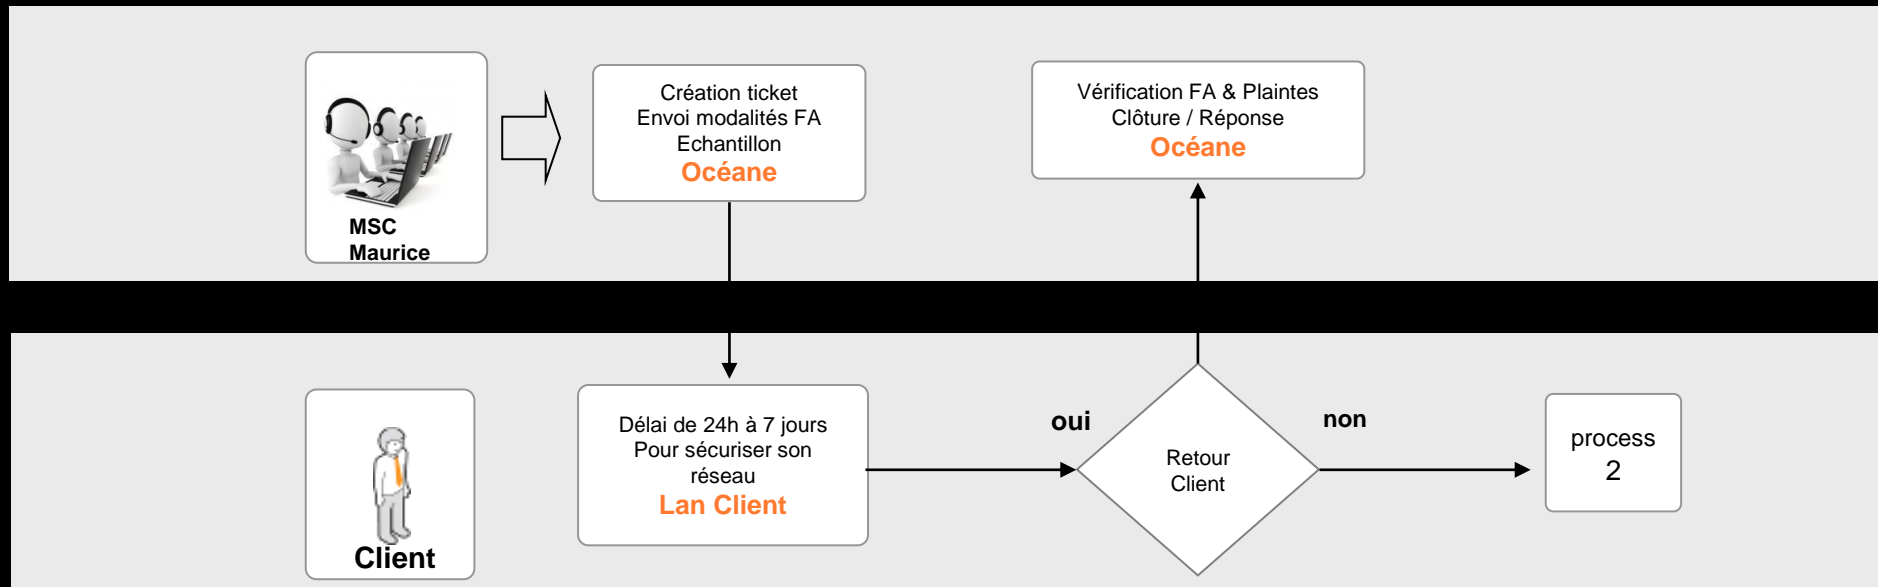 MSC
Maurice
Création ticket
Envoi modalités FA
Echantillon
Océane
Vérification FA & Plaintes
Clôture / Réponse
Océane
Client
Délai de 24h à 7 jours
Pour sécuriser son
réseau
Lan Client
oui
Retour
Client
non
process
2